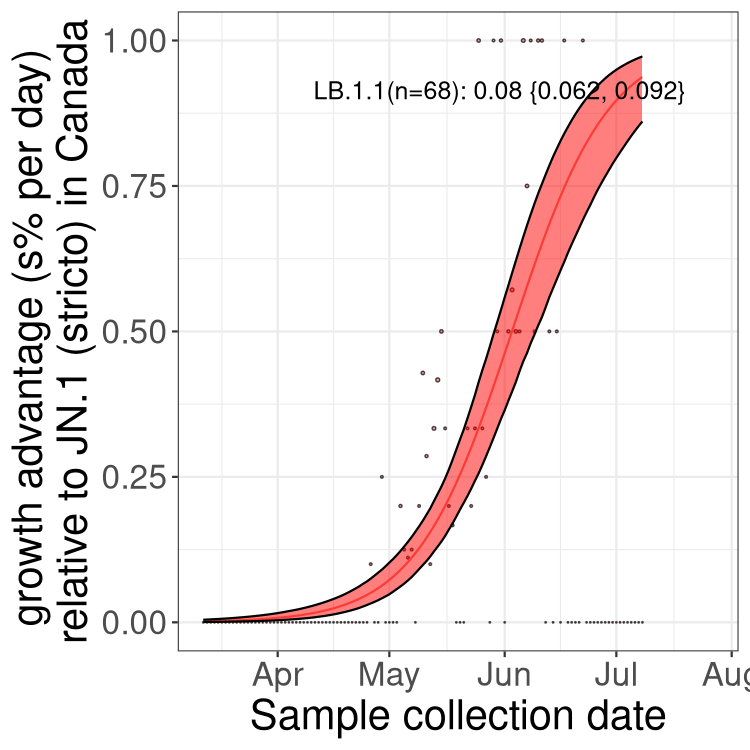 growth advantage (s% per day)
relative to JN.1 (stricto) in Canada
1.00
0.75
0.50
0.25
0.00
LB.1.1(n=68): 0.08 {0.062, 0.092}
Apr May Jun Jul Aug
Sample collection date